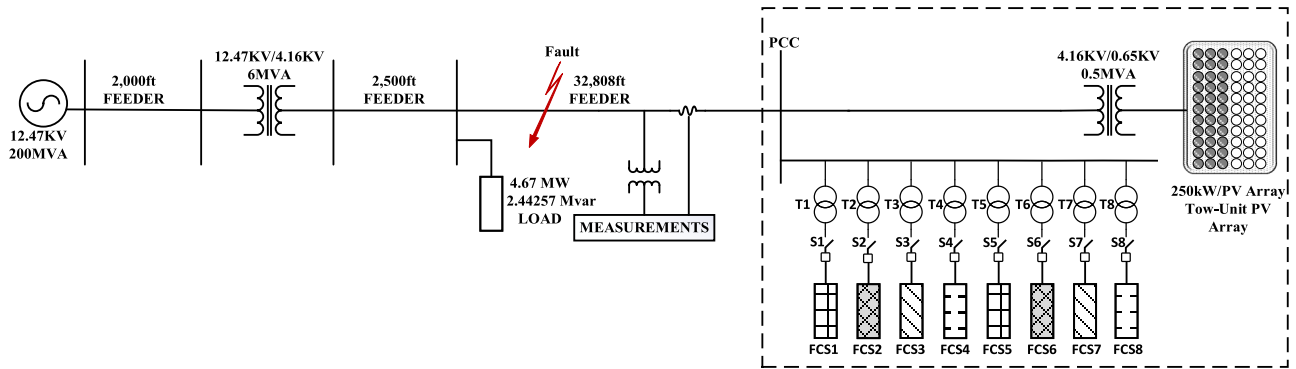 12.47KV
200MVA
2,000ft
FEEDER
12.47KV/4.16KV
6MVA
2,500ft
FEEDER
Fault
32,808ft
FEEDER
4.67 MW
2.44257 Mvar
LOAD
MEASUREMENTS
PCC
4.16KV/0.65KV
0.5MVA
250kW/PV Array
Tow-Unit PV
Array
T1 T2 T3 T4 T5 T6 T7 T8
S1 S2 S3 S4 S5 S6 S7 S8
FCS1 FCS2 FCS3 FCS4 FCS5 FCS6 FCS7 FCS8